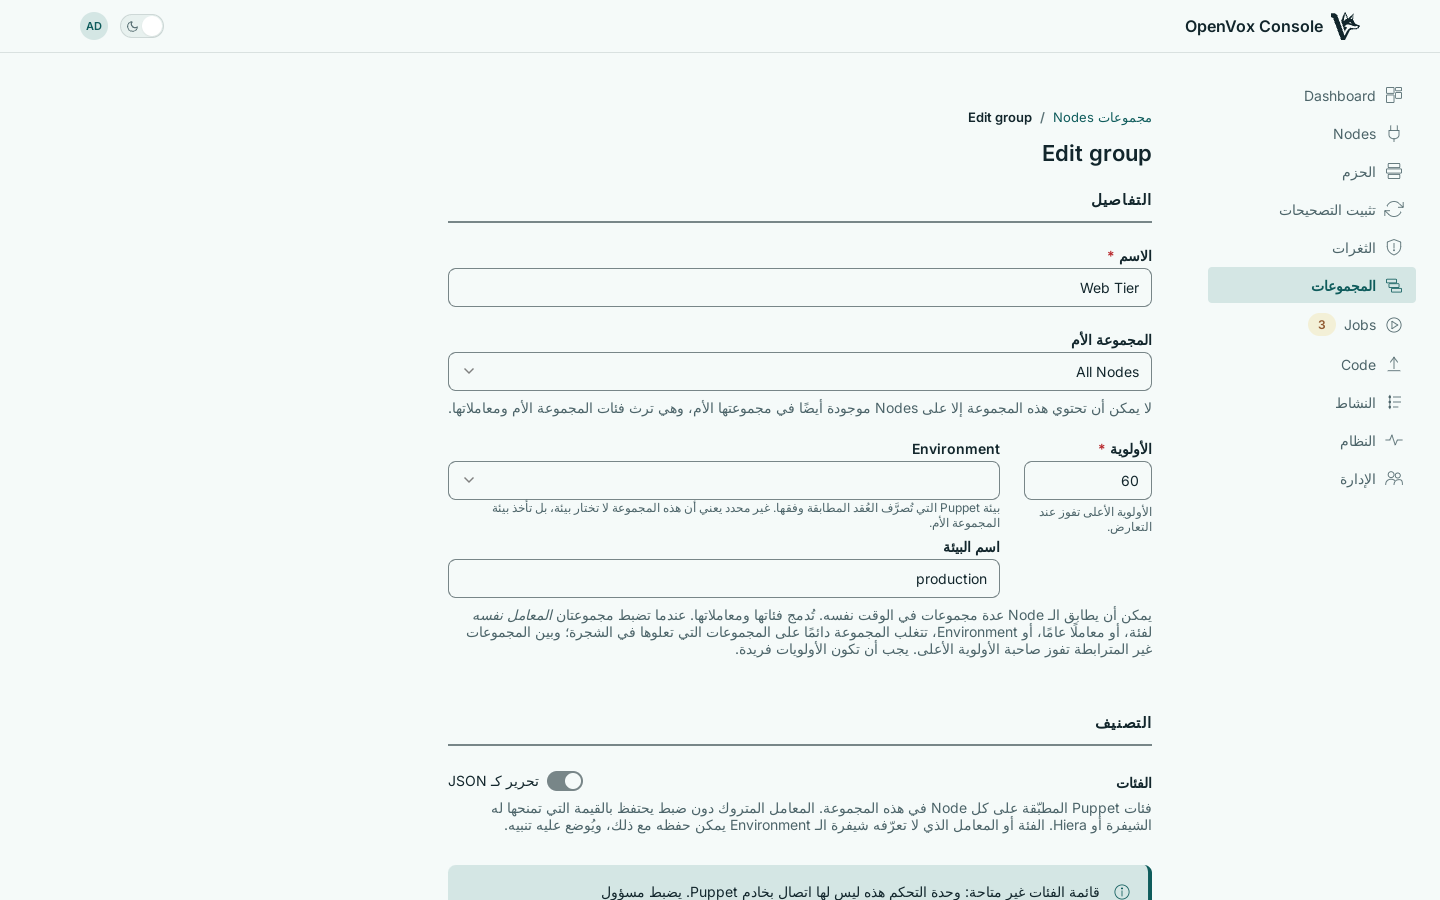 OpenVox Console
AD
Dashboard
Nodes
الحزم
تثبيت التصحيحات
الثغرات
المجموعات
Jobs 3
Code
النشاط
النظام
الإدارة
مجموعات Nodes / Edit group
Edit group
التفاصيل
الاسم *
Web Tier
المجموعة الأم
All Nodes
لا يمكن أن تحتوي هذه المجموعة إلا على Nodes موجودة أيضًا في مجموعتها الأم، وهي ترث فئات المجموعة الأم ومعاملاتها.
الأولوية *
60
الأولوية الأعلى تفوز عند
التعارض.
Environment
بيئة Puppet التي تُصرَّف العُقد المطابقة وفقها. غير محدد يعني أن هذه المجموعة لا تختار بيئة، بل تأخذ بيئة
المجموعة الأم.
اسم البيئة
production
يمكن أن يطابق الـ Node عدة مجموعات في الوقت نفسه. تُدمج فئاتها ومعاملاتها. عندما تضبط مجموعتان المعامل نفسه
لفئة، أو معاملًا عامًا، أو Environment، تتغلب المجموعة دائمًا على المجموعات التي تعلوها في الشجرة؛ وبين المجموعات
غير المترابطة تفوز صاحبة الأولوية الأعلى. يجب أن تكون الأولويات فريدة.
التصنيف
الفئات
تحرير كـ JSON
فئات Puppet المطبّقة على كل Node في هذه المجموعة. المعامل المتروك دون ضبط يحتفظ بالقيمة التي تمنحها له
الشيفرة أو Hiera. الفئة أو المعامل الذي لا تعرّفه شيفرة الـ Environment يمكن حفظه مع ذلك، ويُوضع عليه تنبيه.
قائمة الفئات غير متاحة: وحدة التحكم هذه ليس لها اتصال بخادم Puppet. يضبط مسؤول